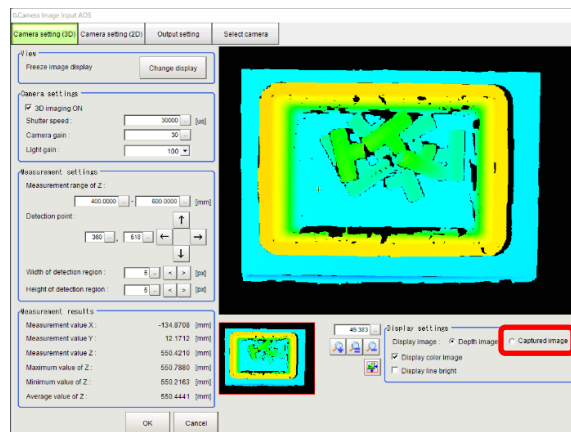 0.Camera Image Input AOS
Camera setting (3D) Camera setting (2D) Output setting Select camera
View
Freeze image display Change display
Camera settings
3D imaging ON
Shutter speed : 30000 ... [us]
Camera gain : 30 ...
Light gain : 100
Measurement settings
Measurement range of Z :
400.0000 ... - 600.0000 ... [mm]
Detection point :
380 ... , 618 ... ← ↑ → ↓
Width of detection region : 5 ... < > [px]
Height of detection region : 5 ... < > [px]
Measurement results
Measurement value X : -134.8708 [mm]
Measurement value Y : 12.1712 [mm]
Measurement value Z : 550.4210 [mm]
Maximum value of Z : 550.7880 [mm]
Minimum value of Z : 550.2163 [mm]
Average value of Z : 550.4441 [mm]
49.383 ...
Display settings
Display image : Depth image Captured image
Display color image
Display line bright
OK Cancel